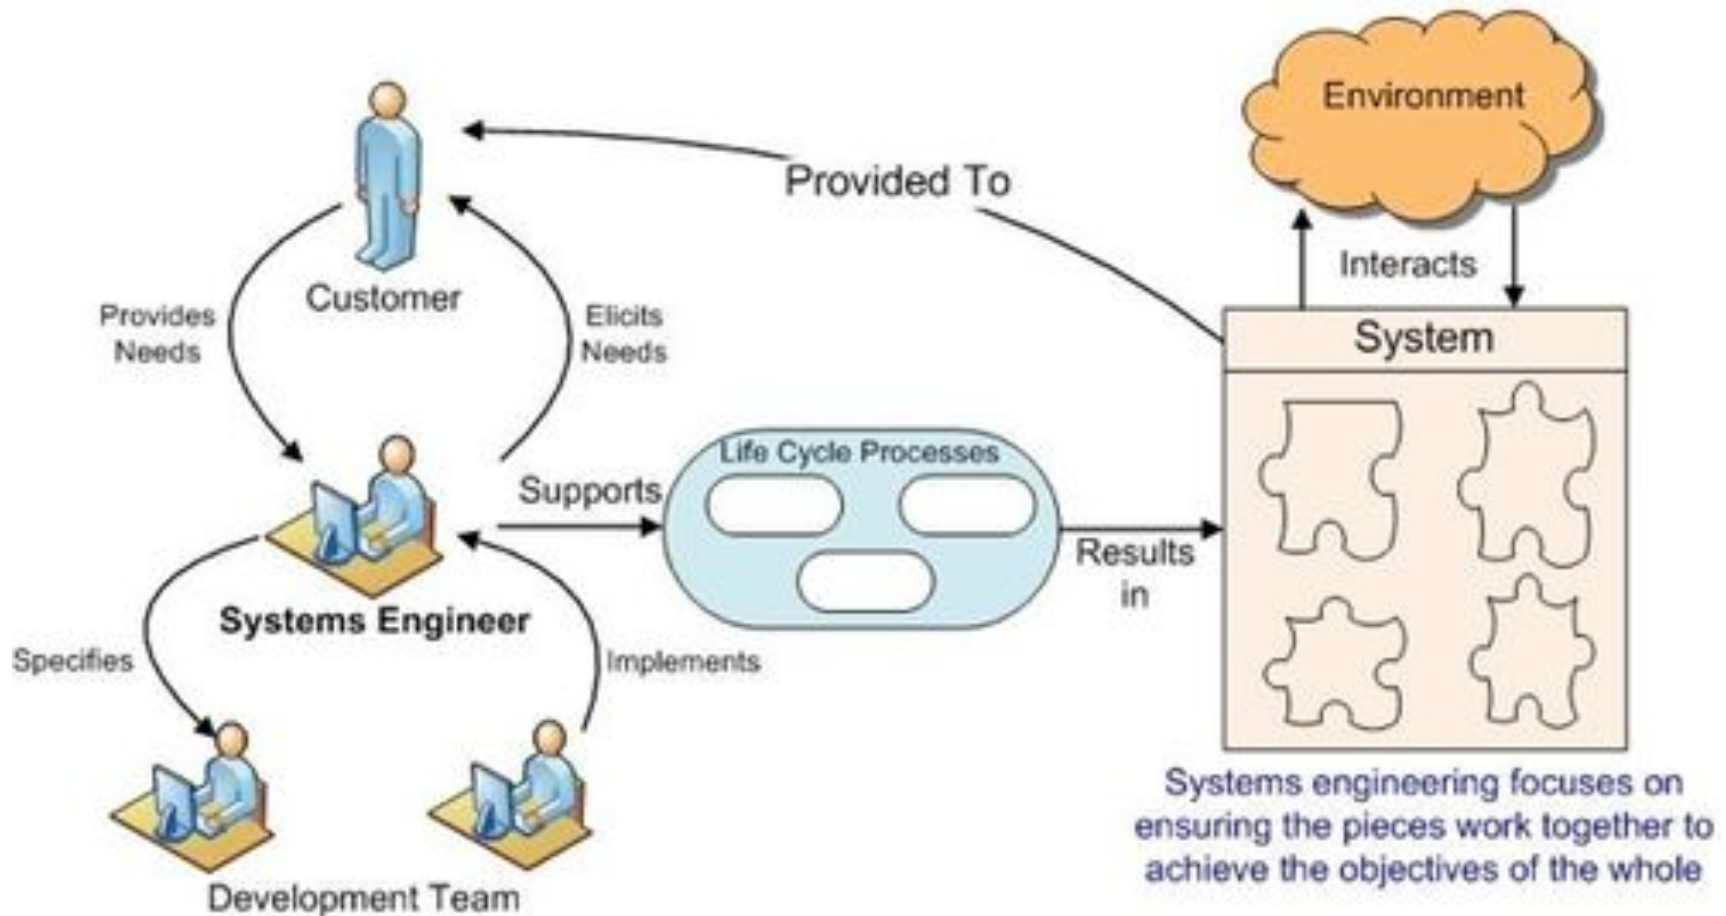 Environment
Provided To
Interacts
Customer
Provides
Needs
Elicits
Needs
System
Life Cycle Processes
Supports
Results
in
Systems Engineer
Specifies
Implements
Systems engineering focuses on
ensuring the pieces work together to
achieve the objectives of the whole
Development Team